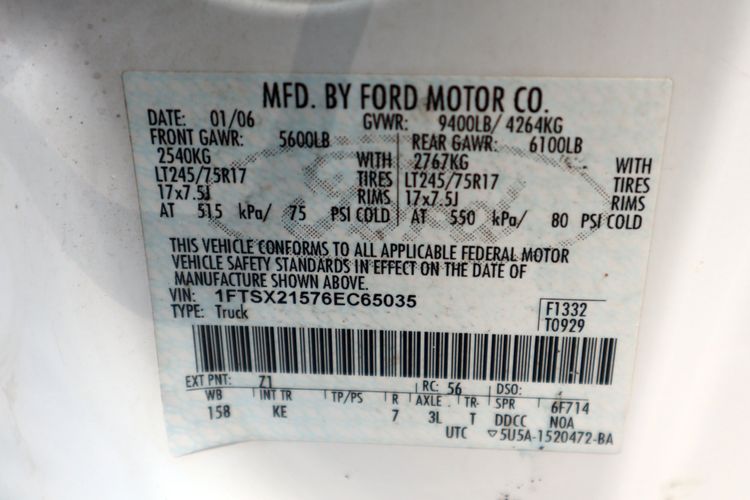 MFD. BY FORD MOTOR CO.
DATE: 01/06 GVWR: 9400LB/ 4264KG
FRONT GAWR: 5600LB REAR GAWR: 6100LB
2540KG WITH 2767KG WITH
LT245/75R17 TIRES LT245/75R17 TIRES
17x7.5J RIMS 17x7.5J RIMS
AT 515 kPa/ 75 PSI COLD AT 550 kPa/ 80 PSI COLD
THIS VEHICLE CONFORMS TO ALL APPLICABLE FEDERAL MOTOR
VEHICLE SAFETY STANDARDS IN EFFECT ON THE DATE OF
MANUFACTURE SHOWN ABOVE.
VIN: 1FTSX21576EC65035
TYPE: Truck
F1332
T0929
EXT PNT: Z1 RC: 56 DSO:
WB INT TR TP/PS R AXLE TR SPR 6F714
158 KE 7 3L T DDCC NOA
UTC ▽5U5A-1520472-BA